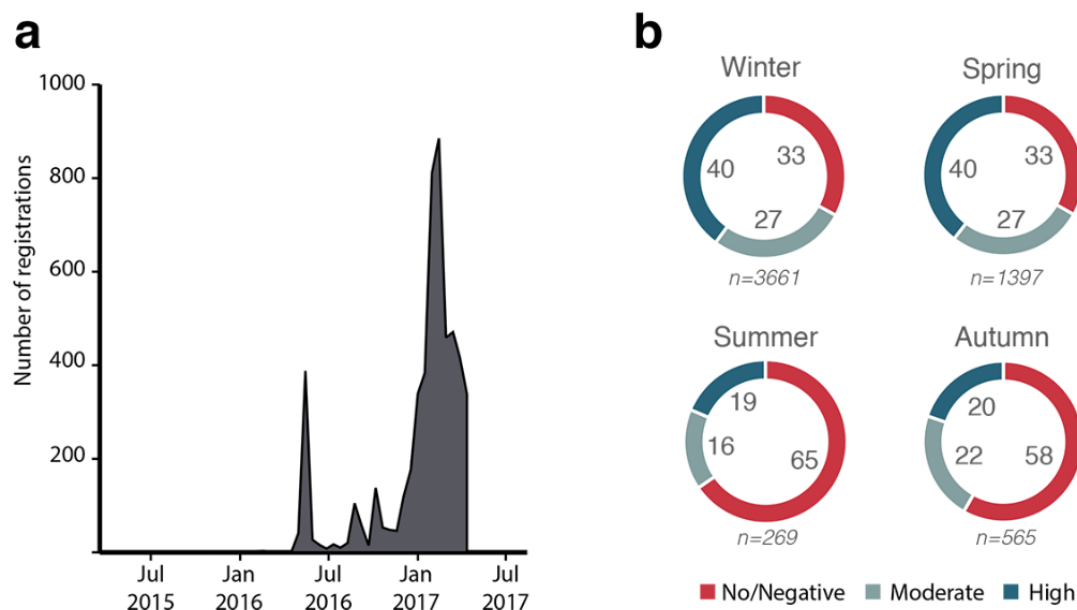 a
Number of registrations
1000
800
600
400
200
Jul
2015
Jan
2016
Jul
2016
Jan
2017
Jul
2017
b
Winter
40
33
27
n=3661
Spring
40
33
27
n=1397
Summer
19
16
65
n=269
Autumn
20
22
58
n=565
No/Negative
Moderate
High